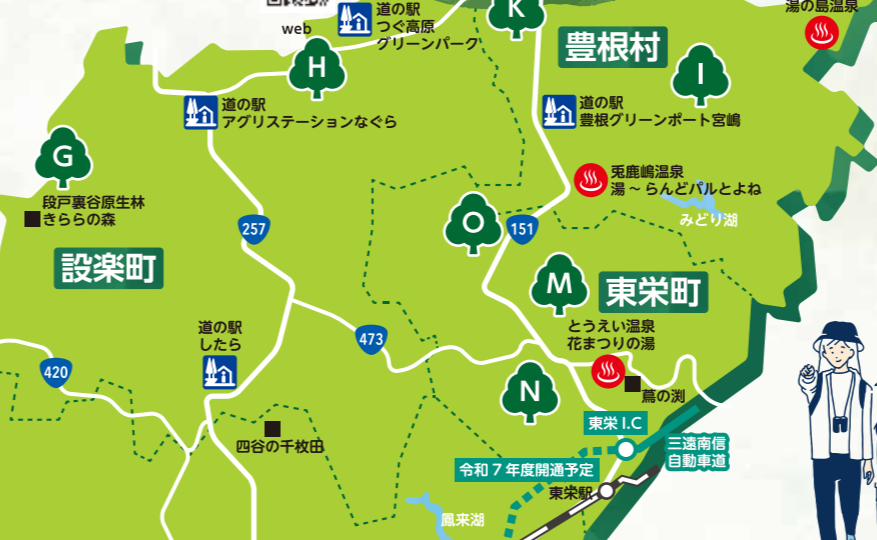 web
道の駅
つぐ高原
グリーンパーク
K
湯の島温泉
豊根村
H
I
道の駅
アグリステーションなぐら
道の駅
豊根グリーンポート宮嶋
G
段戸裏谷原生林
きららの森
兎鹿嶋温泉
湯~らんどパルとよね
みどり湖
257
O
151
設楽町
M
東栄町
道の駅
したら
とうえい温泉
花まつりの湯
473
420
N
蔦の渕
四谷の千枚田
東栄 I.C
三遠南信
自動車道
令和7年度開通予定
東栄駅
鳳来湖